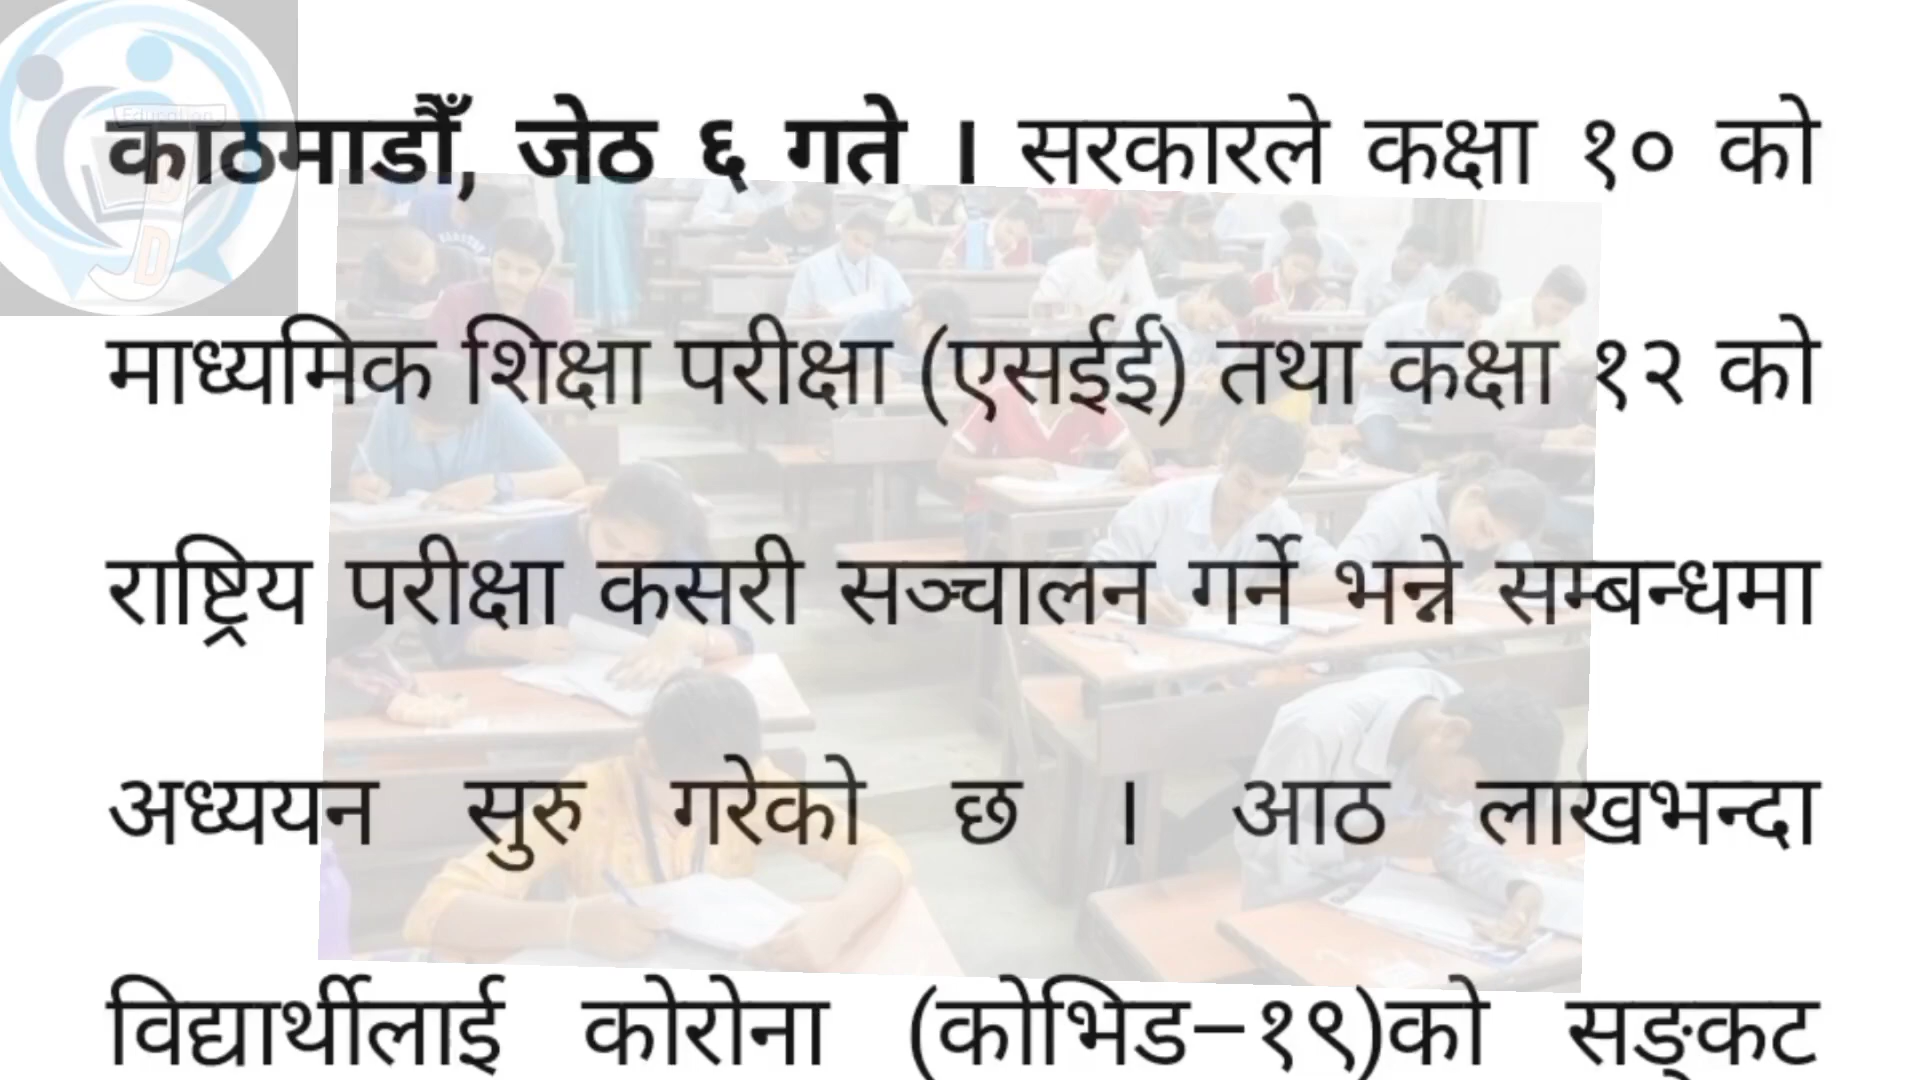 Education
काठमाडौँ, जेठ ६ गते । सरकारले कक्षा १० को
माध्यमिक शिक्षा परीक्षा (एसईई) तथा कक्षा १२ को
राष्ट्रिय परीक्षा कसरी सञ्चालन गर्ने भन्ने सम्बन्धमा
अध्ययन सुरु गरेको छ । आठ लाखभन्दा
विद्यार्थीलाई कोरोना (कोभिड–१९)को सङ्कट